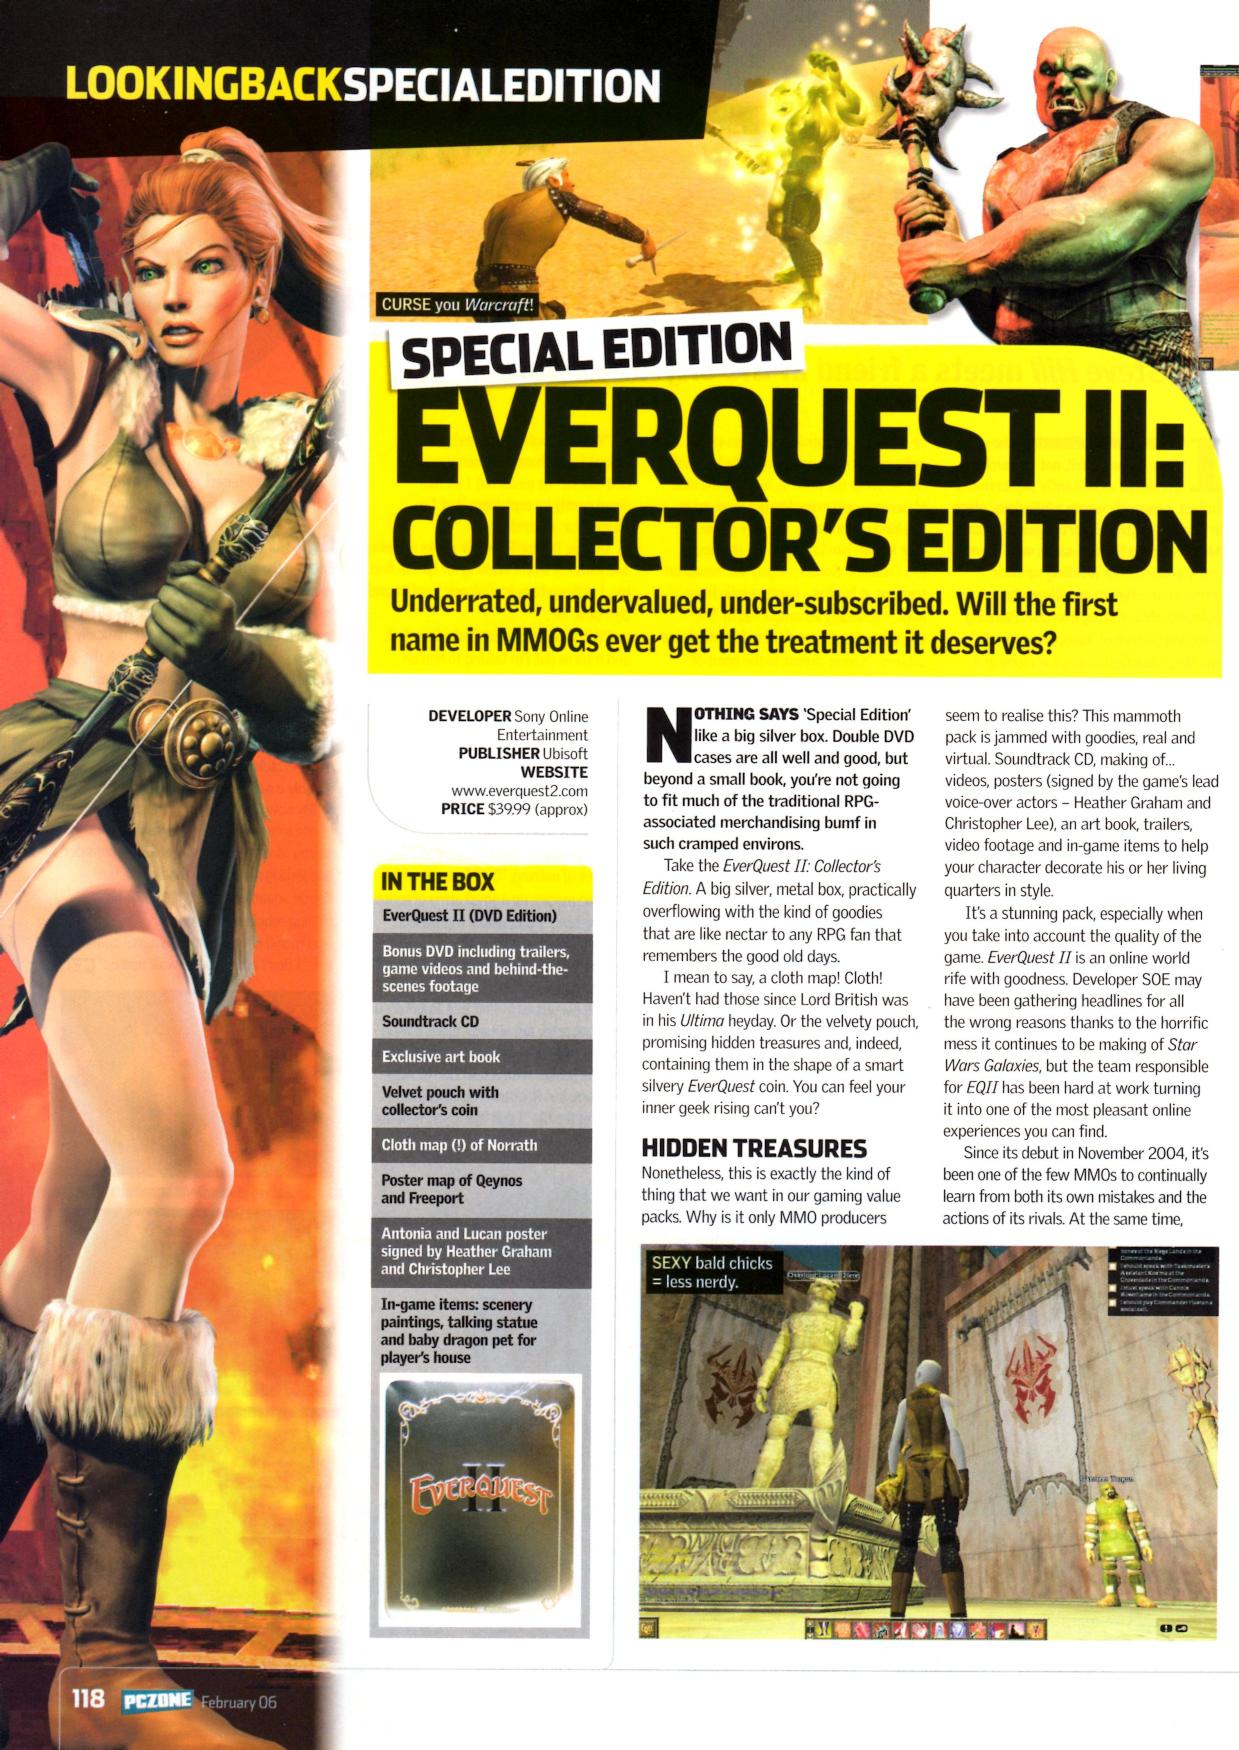 LOOKINGBACKSPECIALEDITION
CURSE you Warcraft!
SPECIAL EDITION
EVERQUEST II:
COLLECTOR'S EDITION
Underrated, undervalued, under-subscribed. Will the first
name in MMOGs ever get the treatment it deserves?
DEVELOPER Sony Online
Entertainment
PUBLISHER Ubisoft
WEBSITE
www.everquest2.com
PRICE $39.99 (approx)
IN THE BOX
EverQuest II (DVD Edition)
Bonus DVD including trailers,
game videos and behind-the-
scenes footage
Soundtrack CD
Exclusive art book
Velvet pouch with
collector's coin
Cloth map (!) of Norrath
Poster map of Qeynos
and Freeport
Antonia and Lucan poster
signed by Heather Graham
and Christopher Lee
In-game items: scenery
paintings, talking statue
and baby dragon pet for
player's house
EVERQUEST II
NOTHING SAYS 'Special Edition'
like a big silver box. Double DVD
cases are all well and good, but
beyond a small book, you're not going
to fit much of the traditional RPG-
associated merchandising bumf in
such cramped environs.
Take the EverQuest II: Collector's
Edition. A big silver, metal box, practically
overflowing with the kind of goodies
that are like nectar to any RPG fan that
remembers the good old days.
I mean to say, a cloth map! Cloth!
Haven't had those since Lord British was
in his Ultima heyday. Or the velvety pouch,
promising hidden treasures and, indeed,
containing them in the shape of a smart
silvery EverQuest coin. You can feel your
inner geek rising can't you?
HIDDEN TREASURES
Nonetheless, this is exactly the kind of
thing that we want in our gaming value
packs. Why is it only MMO producers
seem to realise this? This mammoth
pack is jammed with goodies, real and
virtual. Soundtrack CD, making of...
videos, posters (signed by the game's lead
voice-over actors – Heather Graham and
Christopher Lee), an art book, trailers,
video footage and in-game items to help
your character decorate his or her living
quarters in style.
It's a stunning pack, especially when
you take into account the quality of the
game. EverQuest II is an online world
rife with goodness. Developer SOE may
have been gathering headlines for all
the wrong reasons thanks to the horrific
mess it continues to be making of Star
Wars Galaxies, but the team responsible
for EQII has been hard at work turning
it into one of the most pleasant online
experiences you can find.
Since its debut in November 2004, it's
been one of the few MMOs to continually
learn from both its own mistakes and the
actions of its rivals. At the same time,
SEXY bald chicks
= less nerdy.
118 PCZONE February 06